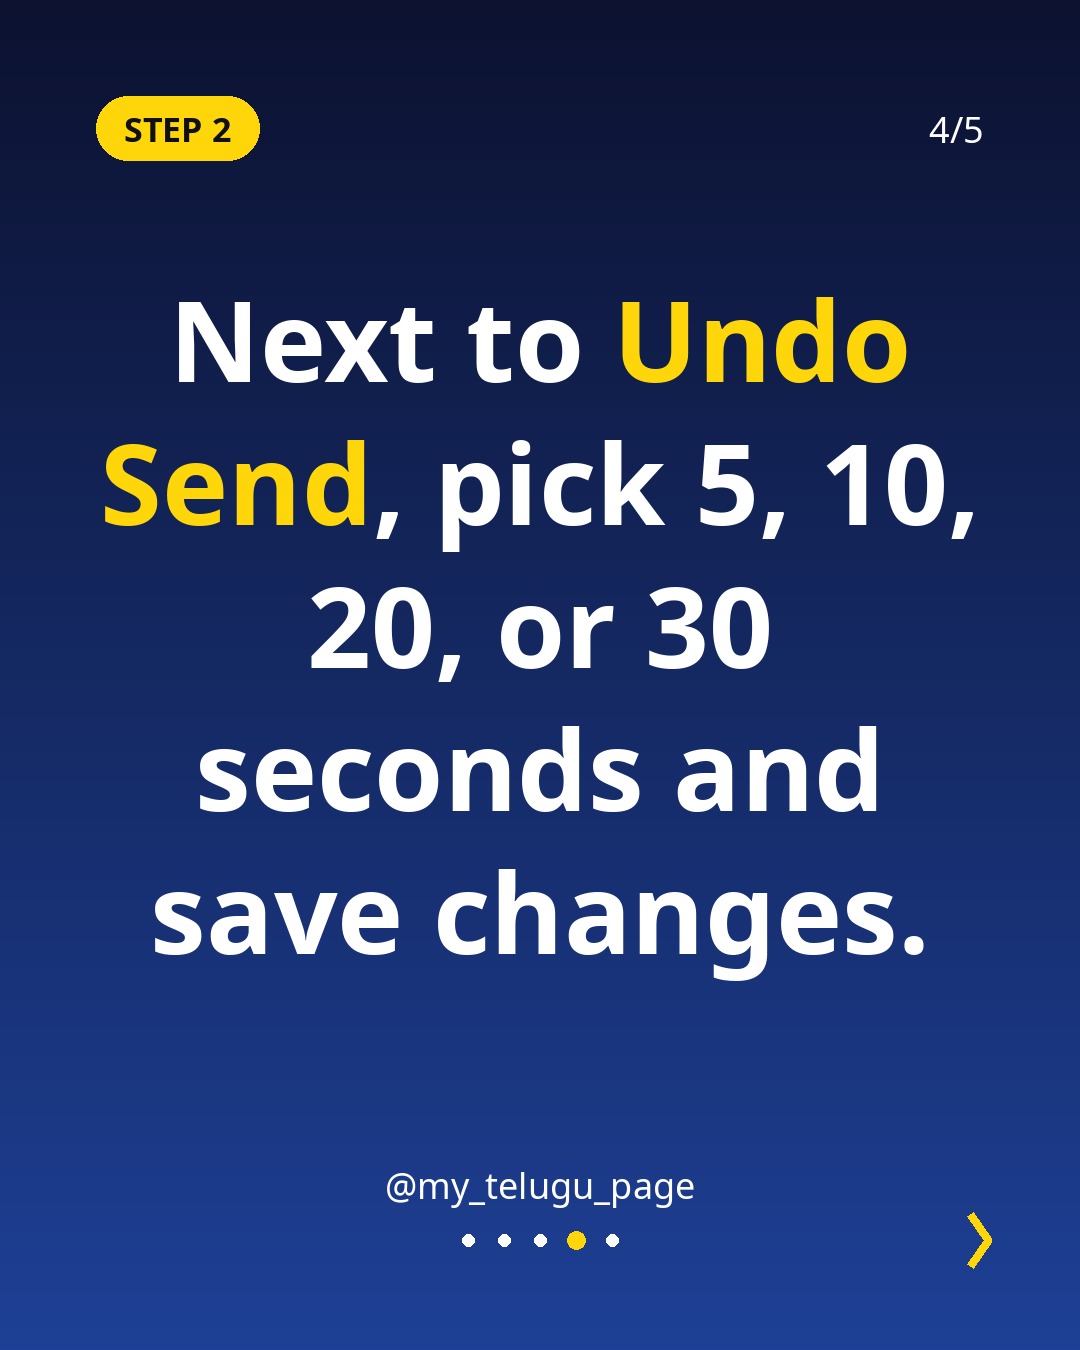 STEP 2
4/5
Next to Undo
Send, pick 5, 10,
20, or 30
seconds and
save changes.
@my_telugu_page